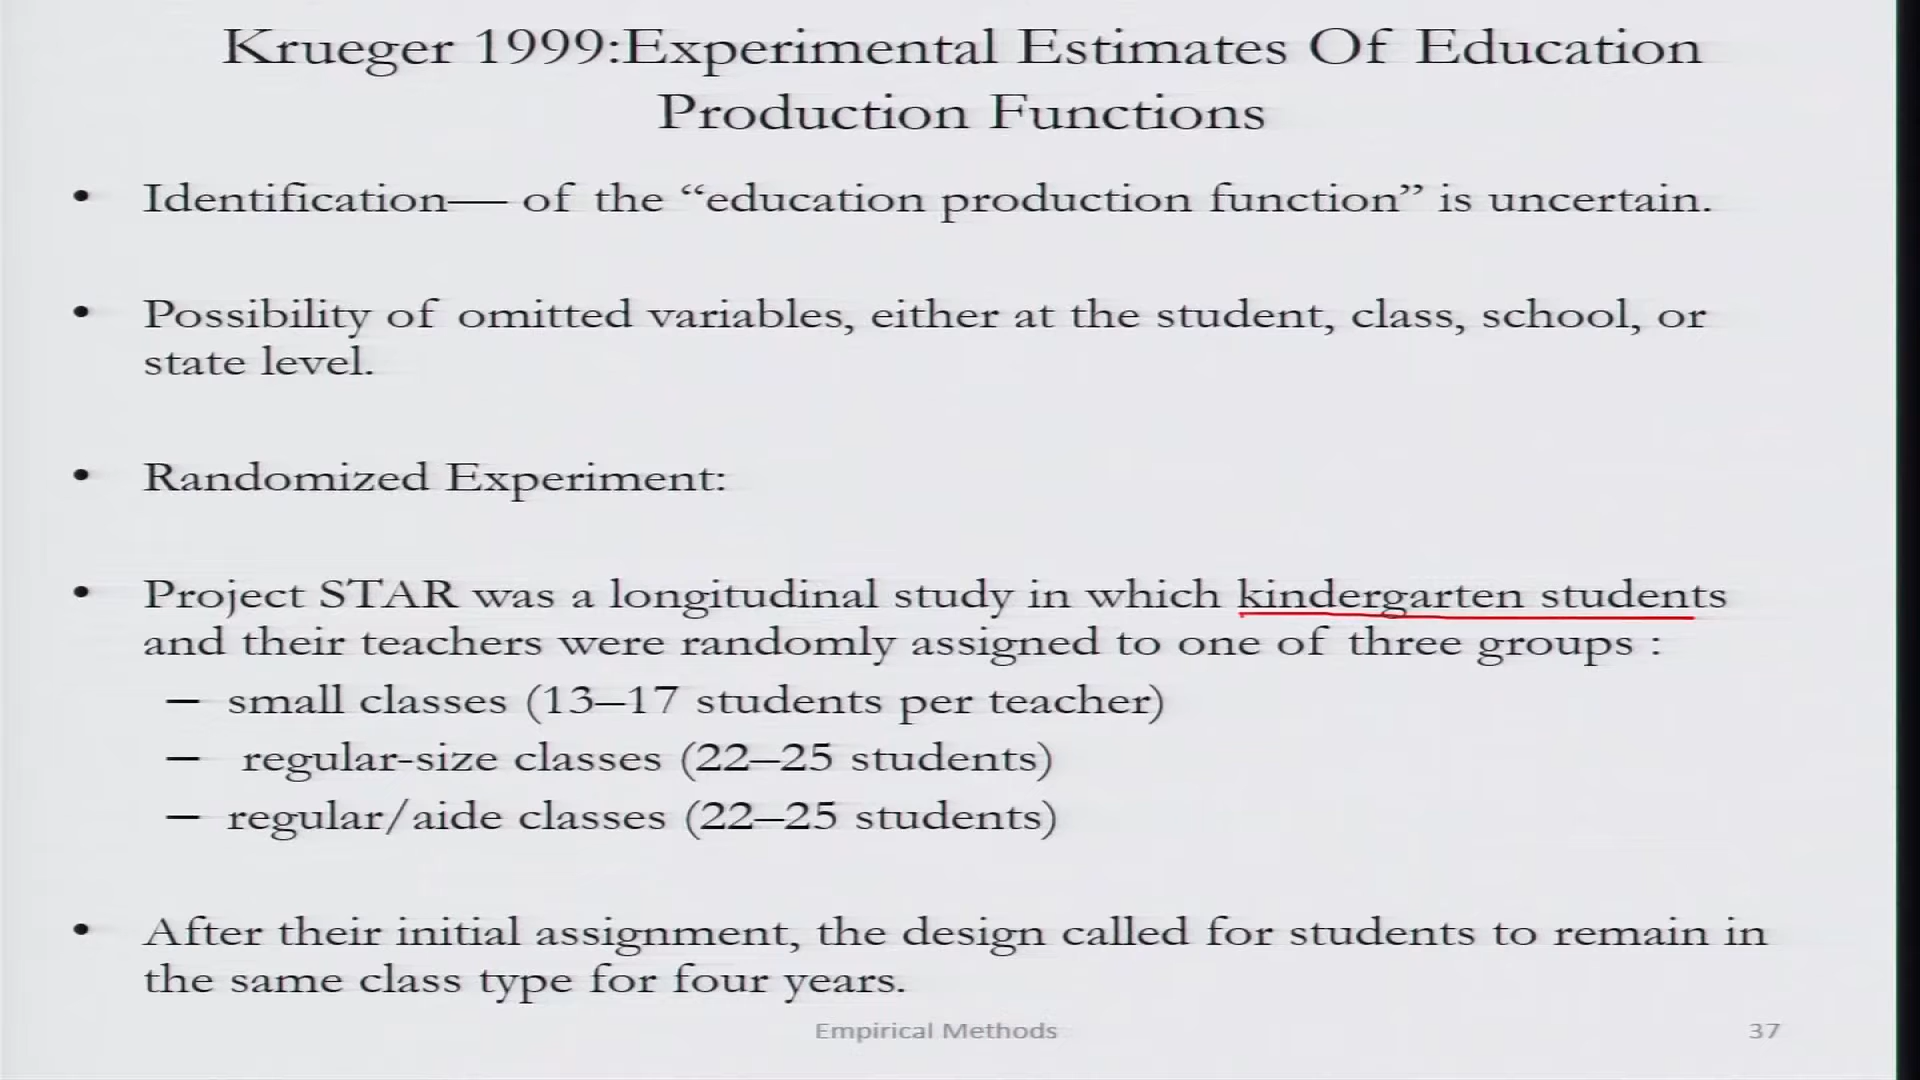 Krueger 1999:Experimental Estimates Of Education
Production Functions
• Identification— of the “education production function” is uncertain.
• Possibility of omitted variables, either at the student, class, school, or
state level.
• Randomized Experiment:
• Project STAR was a longitudinal study in which kindergarten students
and their teachers were randomly assigned to one of three groups :
– small classes (13–17 students per teacher)
– regular-size classes (22–25 students)
– regular/aide classes (22–25 students)
• After their initial assignment, the design called for students to remain in
the same class type for four years.
Empirical Methods
37